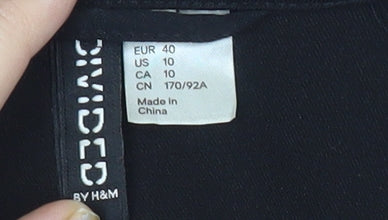 DIVIDED
BY H&M
EUR 40
US 10
CA 10
CN 170/92A
Made in
China